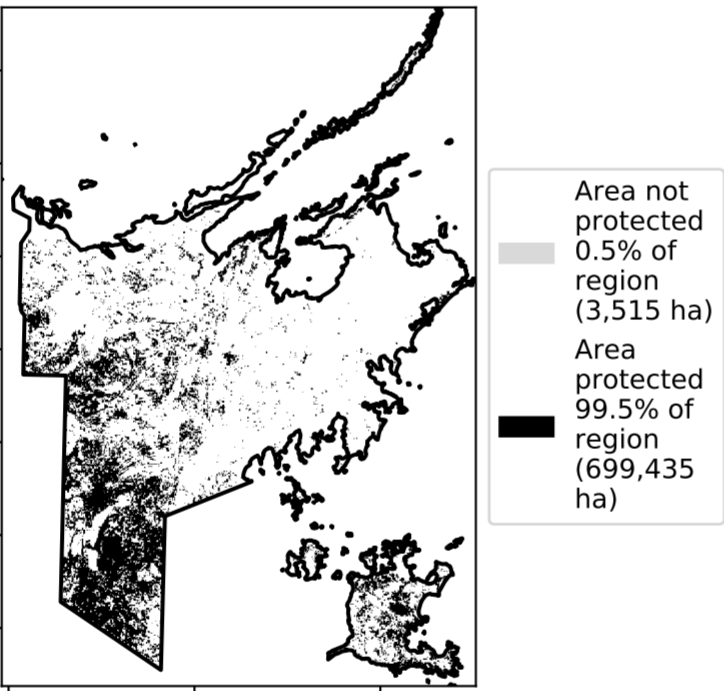 Area not
protected
0.5% of
region
(3,515 ha)
Area
protected
99.5% of
region
(699,435
ha)